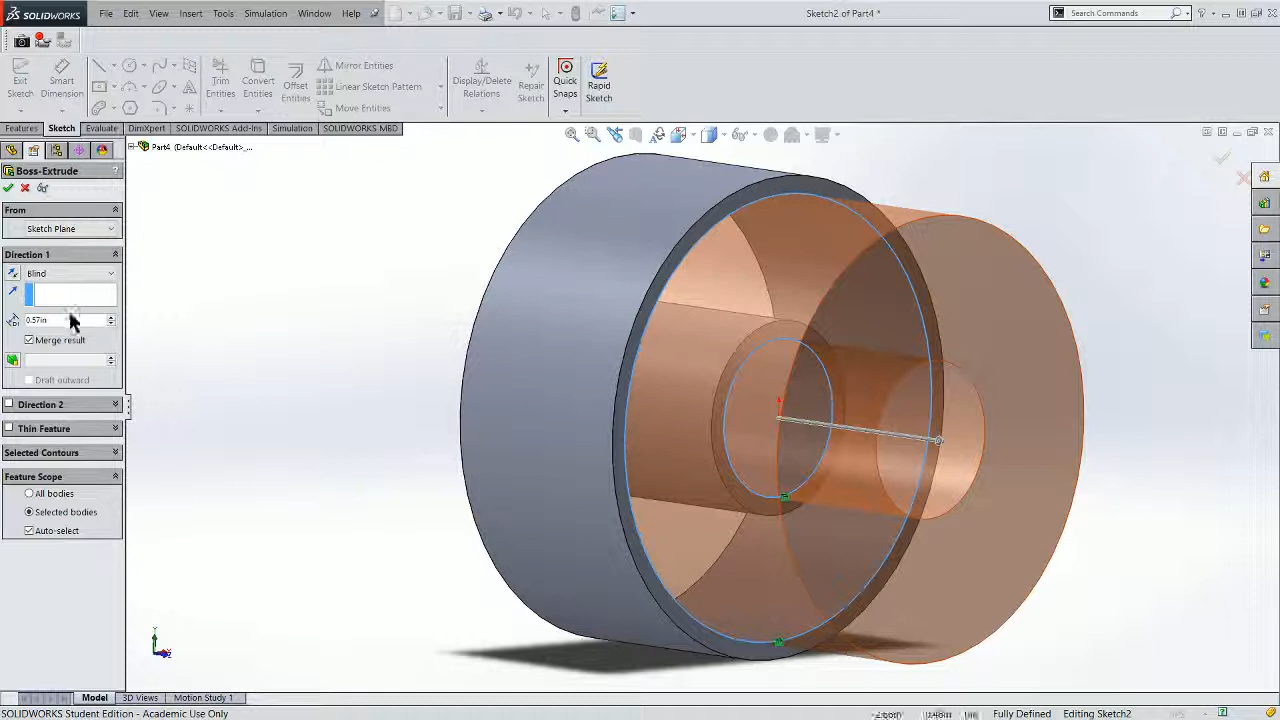 SOLIDWORKS File Edit View Insert Tools Simulation Window Help Sketch2 of Part4 * Search Commands
Exit Sketch
Smart Dimension
Trim Entities
Convert Entities
Offset Entities
Mirror Entities
Linear Sketch Pattern
Move Entities
Display/Delete Relations
Repair Sketch
Quick Snaps
Rapid Sketch
Features Sketch Evaluate DimXpert SOLIDWORKS Add-Ins Simulation SOLIDWORKS MBD
Part4 (Default<<Default>_...
Boss-Extrude ?
From
Sketch Plane
Direction 1
Blind
0.57in
Merge result
Draft outward
Direction 2
Thin Feature
Selected Contours
Feature Scope
All bodies
Selected bodies
Auto-select
Model 3D Views Motion Study 1
SOLIDWORKS Student Edition - Academic Use Only Fully Defined Editing Sketch2